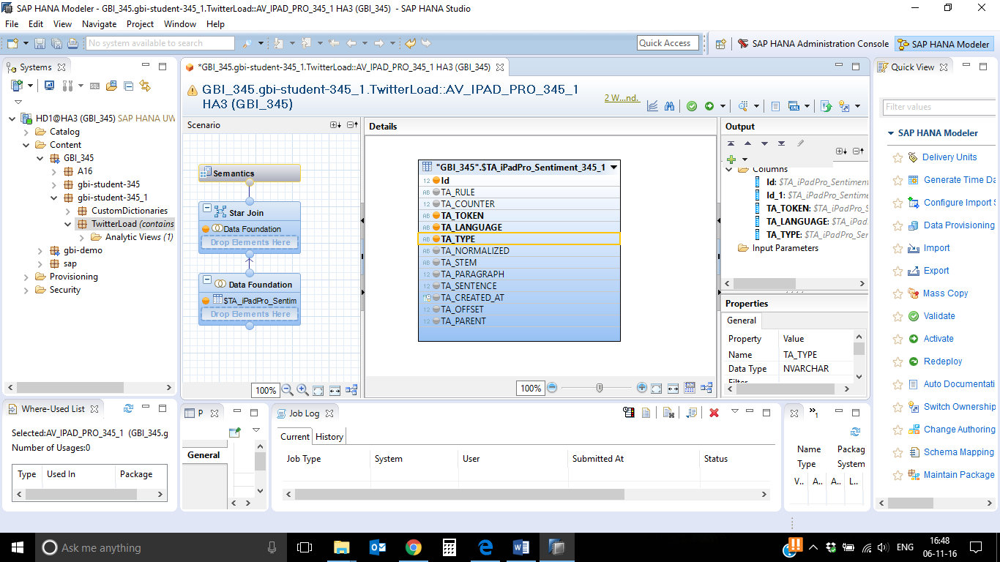 SAP HANA Modeler - GBI_345.gbi-student-345_1.TwitterLoad::AV_IPAD_PRO_345_1 HA3 (GBI_345) - SAP HANA Studio
File Edit View Navigate Project Window Help
No system available to search
Quick Access
SAP HANA Administration Console
SAP HANA Modeler
Systems
HD1@HA3 (GBI_345) SAP HANA UW
Catalog
Content
GBI_345
A16
gbi-student-345
gbi-student-345_1
CustomDictionaries
TwitterLoad (contains
Analytic Views (1)
gbi-demo
sap
Provisioning
Security
*GBI_345.gbi-student-345_1.TwitterLoad::AV_IPAD_PRO_345_1 HA3 (GBI_345)
GBI_345.gbi-student-345_1.TwitterLoad::AV_IPAD_PRO_345_1
HA3 (GBI_345)
2 W...nd.
Scenario
Semantics
Star Join
Data Foundation
Drop Elements Here
Data Foundation
$TA_iPadPro_Sentim
Drop Elements Here
100%
Details
"GBI_345".$TA_iPadPro_Sentiment_345_1
12 Id
AB TA_RULE
12 TA_COUNTER
AB TA_TOKEN
AB TA_LANGUAGE
AB TA_TYPE
AB TA_NORMALIZED
AB TA_STEM
12 TA_PARAGRAPH
12 TA_SENTENCE
TA_CREATED_AT
12 TA_OFFSET
12 TA_PARENT
100%
Output
Columns
Id: $TA_iPadPro_Sentiment
Id_1: $TA_iPadPro_Sentime
TA_TOKEN: $TA_iPadPro_S
TA_LANGUAGE: $TA_iPadP
TA_TYPE: $TA_iPadPro_Ser
Input Parameters
Properties
General
Property Value
Name TA_TYPE
Data Type NVARCHAR
Filter
Quick View
Filter values
SAP HANA Modeler
Delivery Units
Generate Time Da
Configure Import S
Data Provisioning
Import
Export
Mass Copy
Validate
Activate
Redeploy
Auto Documentati
Switch Ownership
Change Authoring
Schema Mapping
Maintain Package
Where-Used List
Selected:AV_IPAD_PRO_345_1 (GBI_345.g
Number of Usages:0
Type Used In Package
P
General
Job Log
Current History
Job Type System User Submitted At Status
»1
Name Packag
Type System
V.. A.. A.. L..
Ask me anything
ENG
16:48
06-11-16